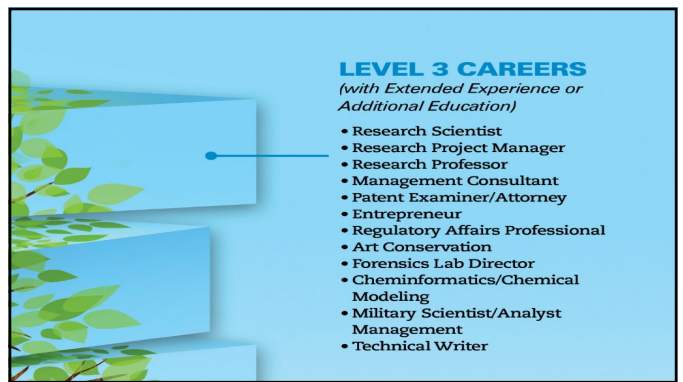 LEVEL 3 CAREERS
(with Extended Experience or
Additional Education)
• Research Scientist
• Research Project Manager
• Research Professor
• Management Consultant
• Patent Examiner/Attorney
• Entrepreneur
• Regulatory Affairs Professional
• Art Conservation
• Forensics Lab Director
• Cheminformatics/Chemical
Modeling
• Military Scientist/Analyst
Management
• Technical Writer